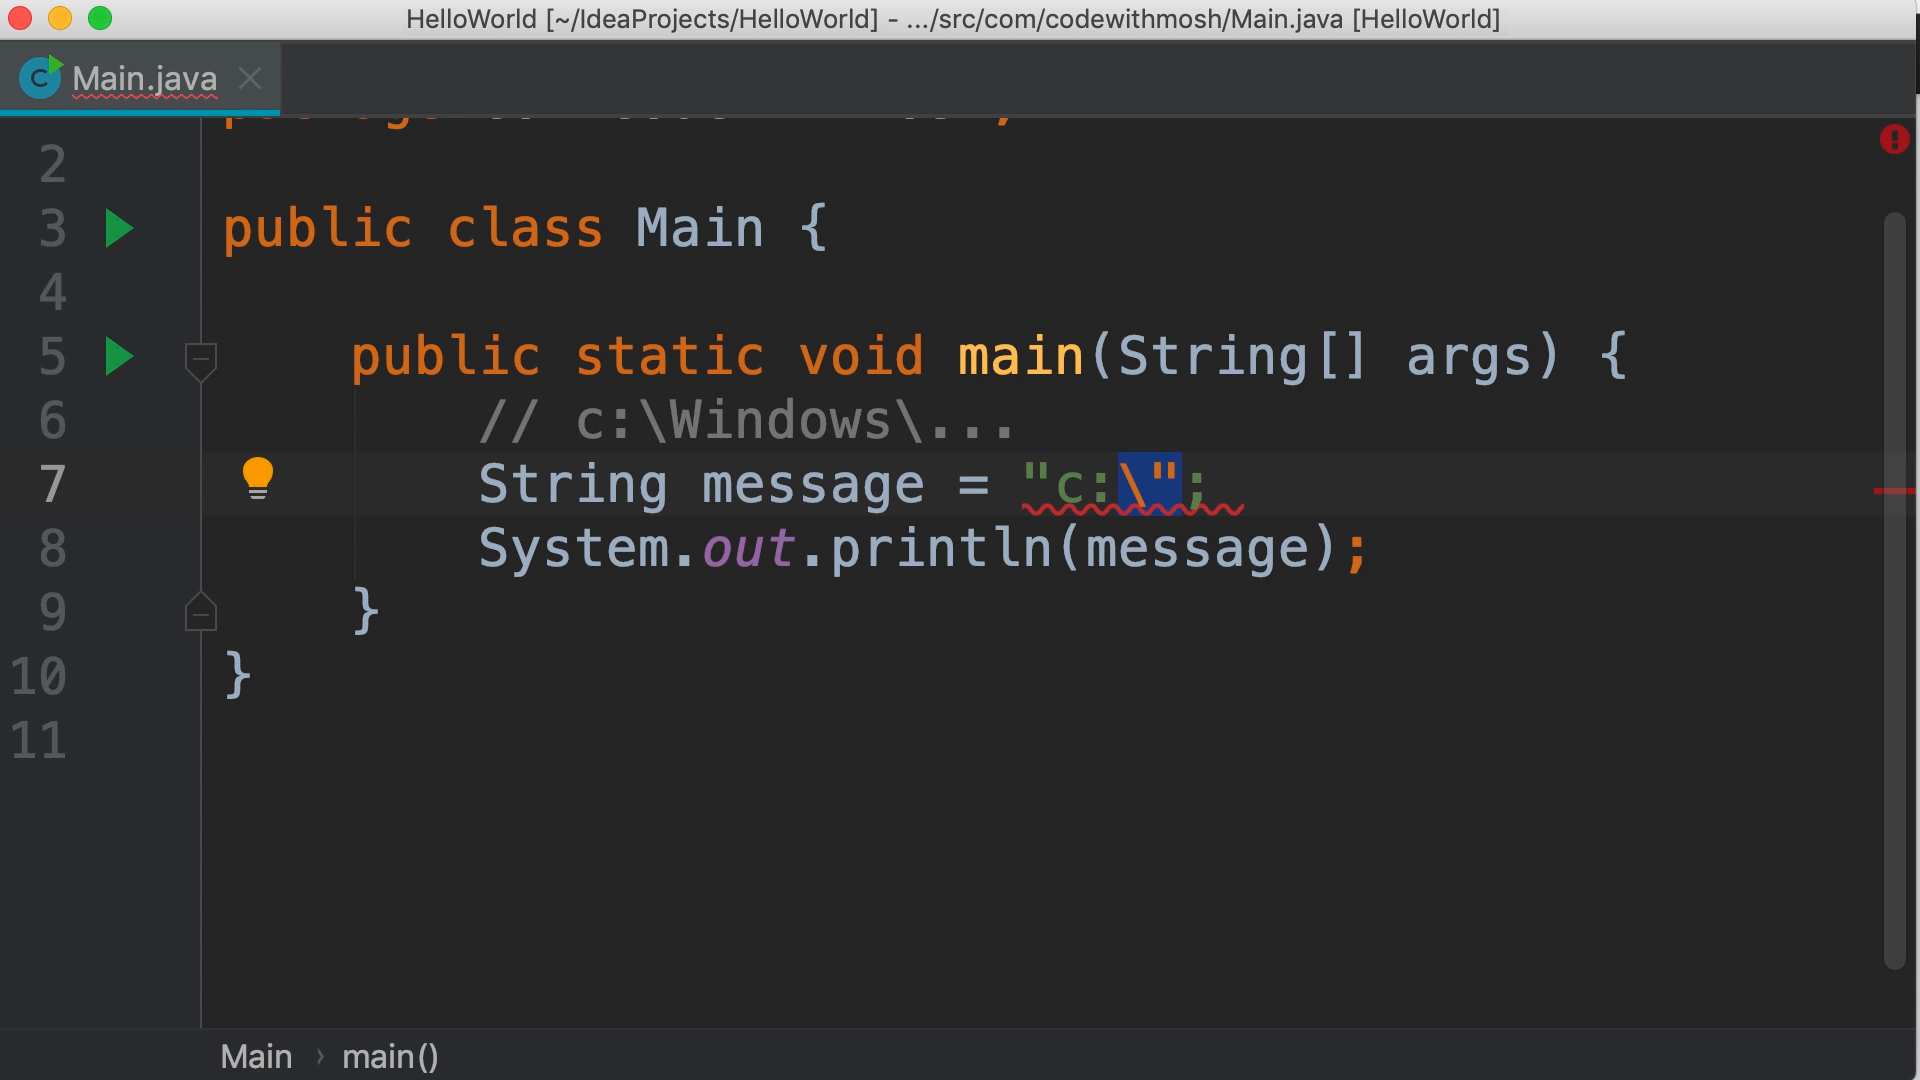 HelloWorld [~/IdeaProjects/HelloWorld] - .../src/com/codewithmosh/Main.java [HelloWorld]
Main.java
2
3 public class Main {
4
5 public static void main(String[] args) {
6 // c:\Windows\...
7 String message = "c:\";
8 System.out.println(message);
9 }
10 }
11
Main › main()